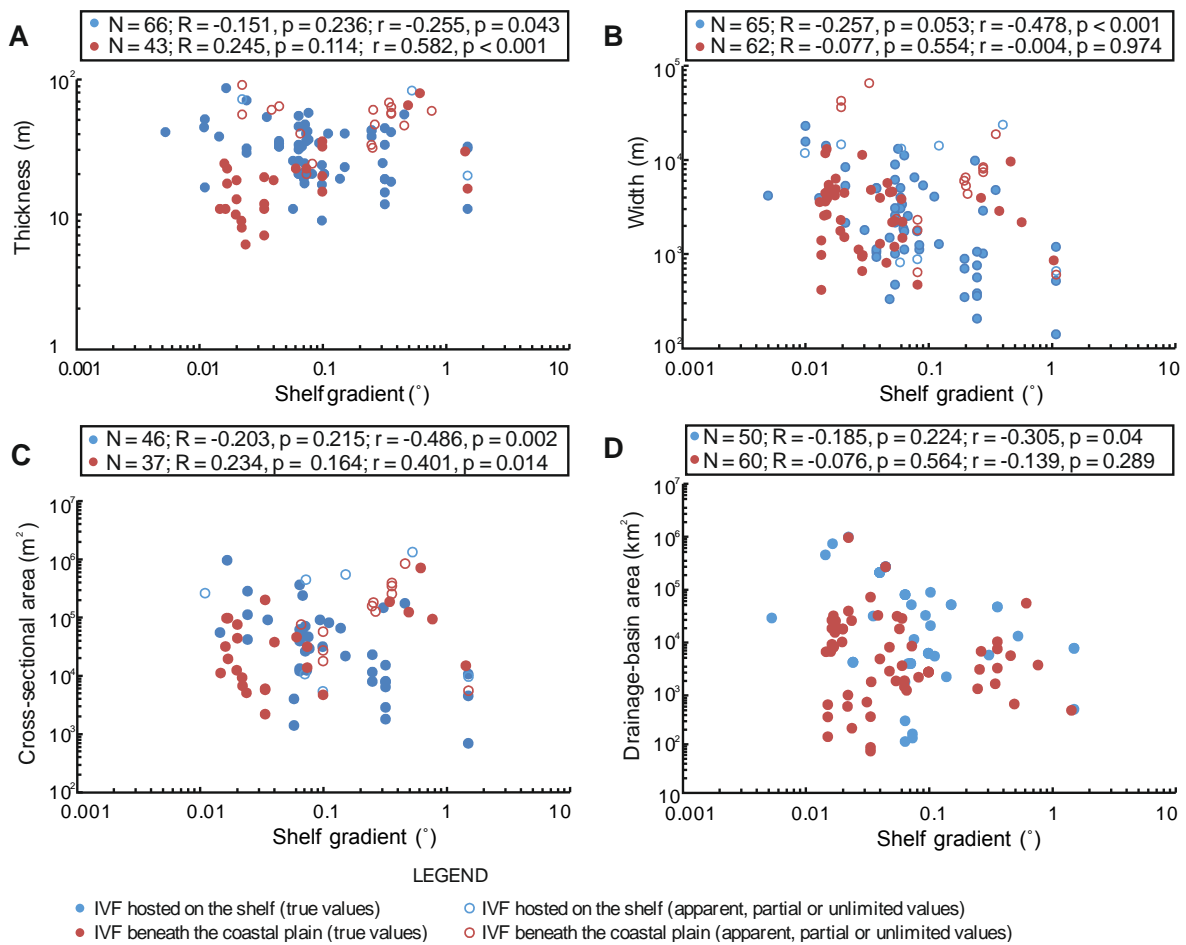 A
N = 66; R = -0.151, p = 0.236; r = -0.255, p = 0.043
N = 43; R = 0.245, p = 0.114; r = 0.582, p < 0.001
Thickness (m)
10²
10
1
0.001 0.01 0.1 1 10
Shelf gradient (°)
B
N = 65; R = -0.257, p = 0.053; r = -0.478, p < 0.001
N = 62; R = -0.077, p = 0.554; r = -0.004, p = 0.974
Width (m)
10⁵
10⁴
10³
10²
0.001 0.01 0.1 1 10
Shelf gradient (°)
C
N = 46; R = -0.203, p = 0.215; r = -0.486, p = 0.002
N = 37; R = 0.234, p = 0.164; r = 0.401, p = 0.014
Cross-sectional area (m²)
10⁷
10⁶
10⁵
10⁴
10³
10²
0.001 0.01 0.1 1 10
Shelf gradient (°)
D
N = 50; R = -0.185, p = 0.224; r = -0.305, p = 0.04
N = 60; R = -0.076, p = 0.564; r = -0.139, p = 0.289
Drainage-basin area (km²)
10⁷
10⁶
10⁵
10⁴
10³
10²
10
0.001 0.01 0.1 1 10
Shelf gradient (°)
LEGEND
IVF hosted on the shelf (true values)
IVF hosted on the shelf (apparent, partial or unlimited values)
IVF beneath the coastal plain (true values)
IVF beneath the coastal plain (apparent, partial or unlimited values)